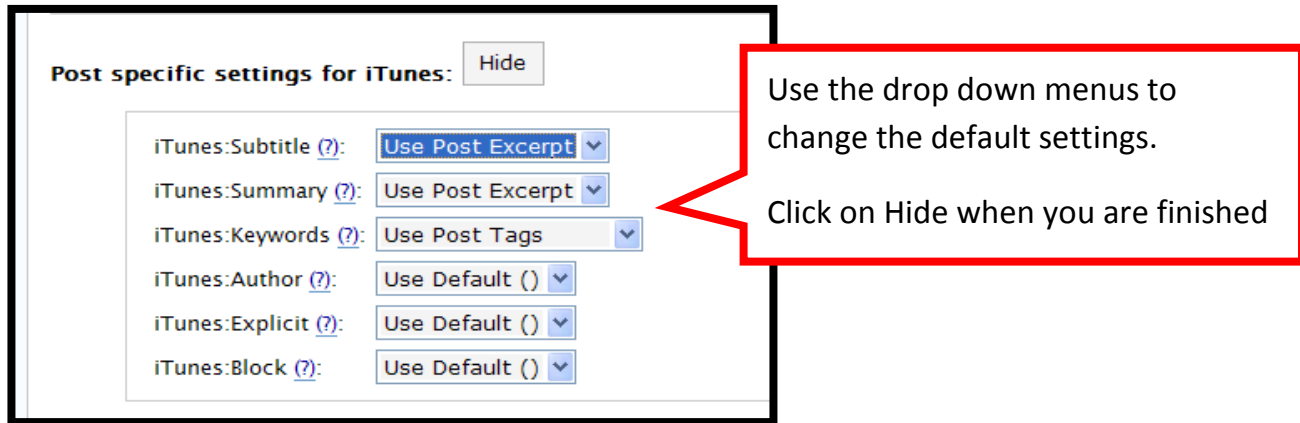 Post specific settings for iTunes: Hide
iTunes:Subtitle (?): Use Post Excerpt
iTunes:Summary (?): Use Post Excerpt
iTunes:Keywords (?): Use Post Tags
iTunes:Author (?): Use Default ()
iTunes:Explicit (?): Use Default ()
iTunes:Block (?): Use Default ()
Use the drop down menus to
change the default settings.
Click on Hide when you are finished